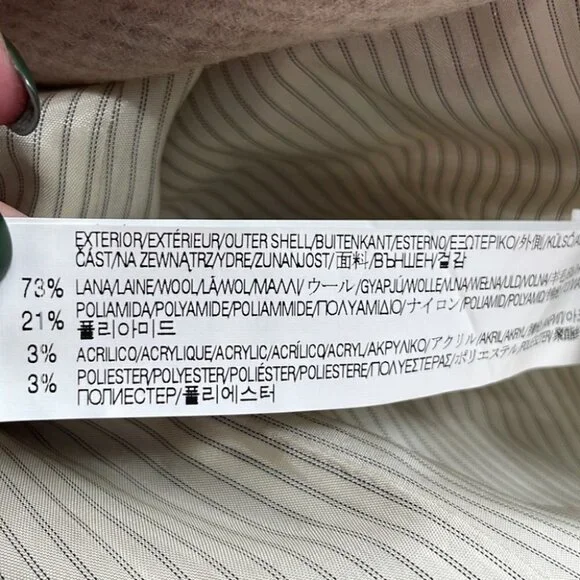 EXTERIOR/EXTÉRIEUR/OUTER SHELL/BUITENKANT/ESTERNO/ΕΞΩΤΕΡΙΚΟ/外側/KÜLSŐ
ČÁST/NA ZEWNĄTRZ/YDRE/ZUNANJOST/面料/ВЪНШЕН/겉감
73% LANA/LAINE/WOOL/LÃ/WOL/ΜΑΛΛΙ/ウール/GYAPJÚ/WOLLE/VLNA/WEŁNA/ULD/VOLNA/
21% POLIAMIDA/POLYAMIDE/POLIAMMIDE/ΠΟΛΥΑΜΙΔΙΟ/ナイロン/POLIAMID/POLYAMID
폴리아미드
3% ACRILICO/ACRYLIQUE/ACRYLIC/ACRÍLICO/ACRYL/ΑΚΡΥΛΙΚΟ/アクリル/AKRIL/
3% POLIESTER/POLYESTER/POLIÉSTER/POLIESTERE/ΠΟΛΥΕΣΤΕΡΑΣ/ポリエステル/
ПОЛИЕСТЕР/폴리에스터